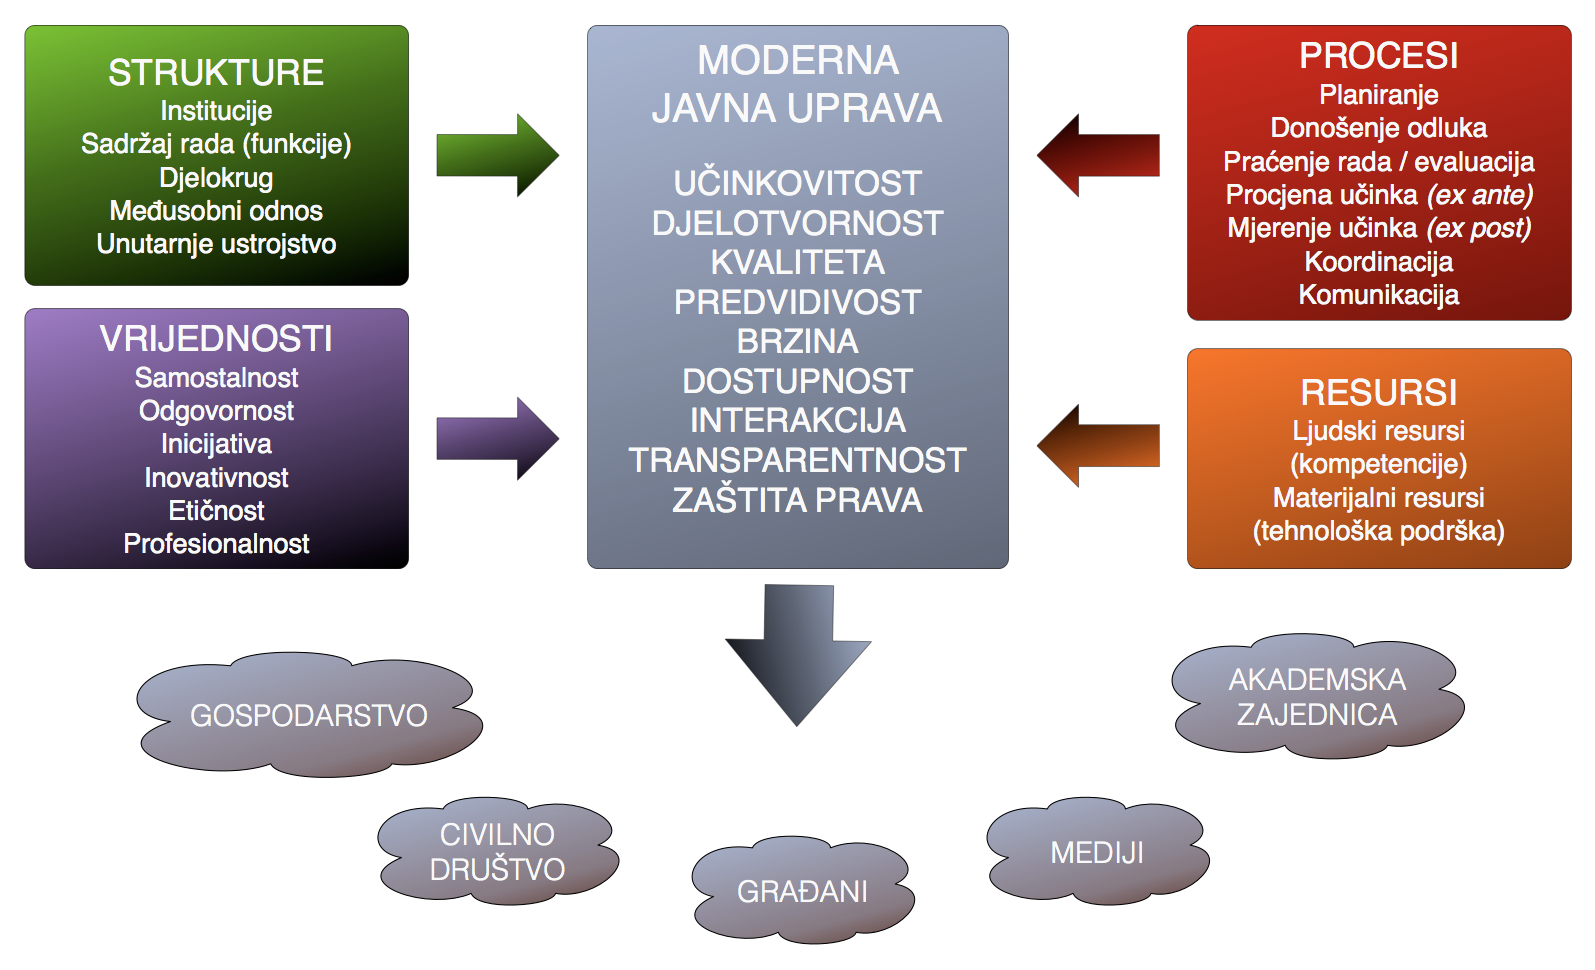 STRUKTURE
Institucije
Sadržaj rada (funkcije)
Djelokrug
Međusobni odnos
Unutarnje ustrojstvo
VRIJEDNOSTI
Samostalnost
Odgovornost
Inicijativa
Inovativnost
Etičnost
Profesionalnost
MODERNA
JAVNA UPRAVA
UČINKOVITOST
DJELOTVORNOST
KVALITETA
PREDVIDIVOST
BRZINA
DOSTUPNOST
INTERAKCIJA
TRANSPARENTNOST
ZAŠTITA PRAVA
PROCESI
Planiranje
Donošenje odluka
Praćenje rada / evaluacija
Procjena učinka (ex ante)
Mjerenje učinka (ex post)
Koordinacija
Komunikacija
RESURSI
Ljudski resursi
(kompetencije)
Materijalni resursi
(tehnološka podrška)
GOSPODARSTVO
CIVILNO
DRUŠTVO
GRAĐANI
MEDIJI
AKADEMSKA
ZAJEDNICA